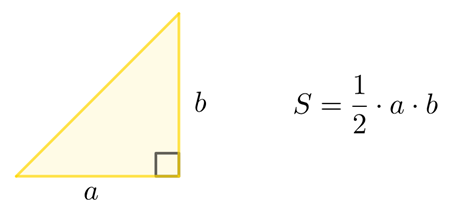 b
S = 1/2 · a · b
a